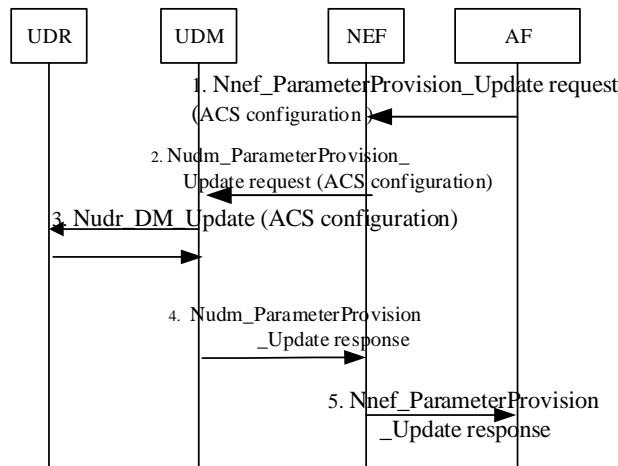 UDR
UDM
NEF
AF
1. Nnef_ParameterProvision_Update request
(ACS configuration )
2. Nudm_ParameterProvision_
Update request (ACS configuration)
3. Nudr_DM_Update (ACS configuration)
4. Nudm_ParameterProvision
_Update response
5. Nnef_ParameterProvision
_Update response